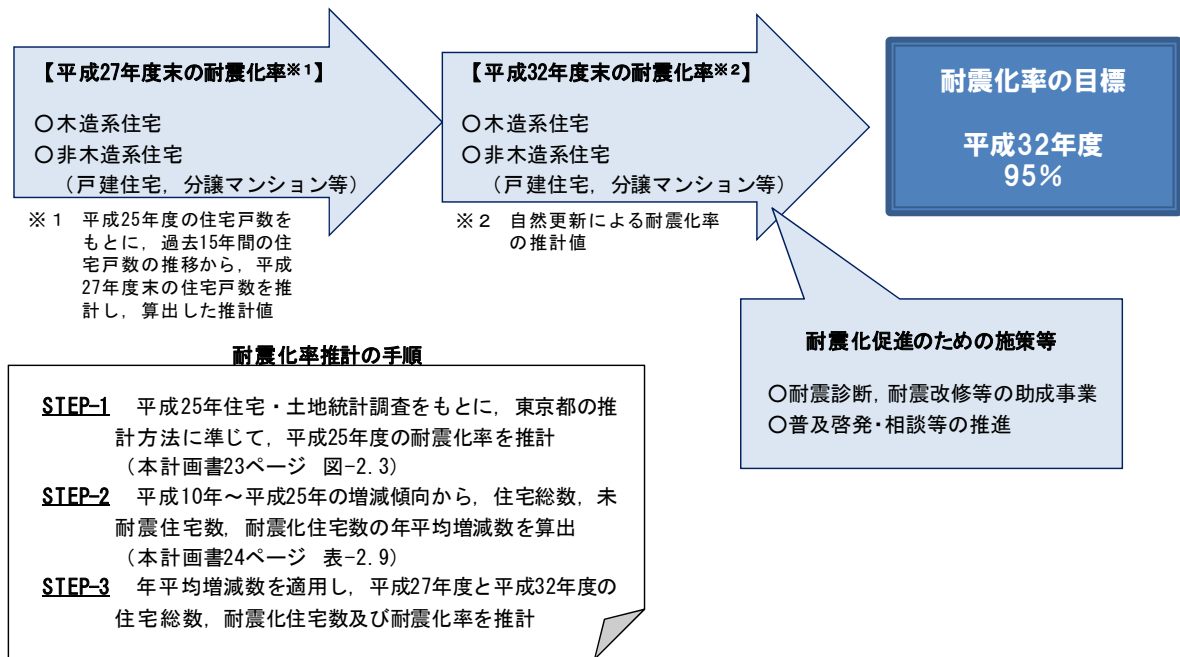 【平成27年度末の耐震化率※1】
○木造系住宅
○非木造系住宅
（戸建住宅，分譲マンション等）
※１　平成25年度の住宅戸数を
もとに，過去15年間の住
宅戸数の推移から，平成
27年度末の住宅戸数を推
計し，算出した推計値
【平成32年度末の耐震化率※2】
○木造系住宅
○非木造系住宅
（戸建住宅，分譲マンション等）
※２　自然更新による耐震化率
の推計値
耐震化率の目標
平成32年度
95％
耐震化促進のための施策等
○耐震診断，耐震改修等の助成事業
○普及啓発・相談等の推進
耐震化率推計の手順
STEP-1　平成25年住宅・土地統計調査をもとに，東京都の推
計方法に準じて，平成25年度の耐震化率を推計
（本計画書23ページ　図-2.3）
STEP-2　平成10年～平成25年の増減傾向から，住宅総数，未
耐震住宅数，耐震化住宅数の年平均増減数を算出
（本計画書24ページ　表-2.9）
STEP-3　年平均増減数を適用し，平成27年度と平成32年度の
住宅総数，耐震化住宅数及び耐震化率を推計